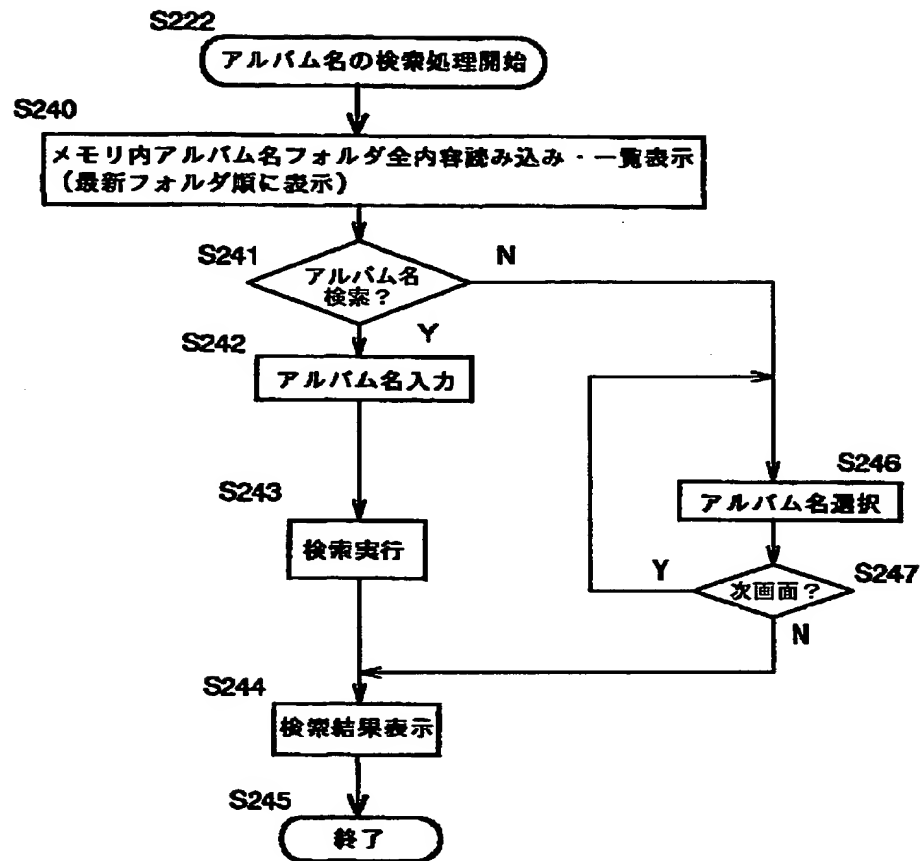 S222
アルバム名の検索処理開始
S240
メモリ内アルバム名フォルダ全内容読み込み・一覧表示
（最新フォルダ順に表示）
S241
アルバム名
検索？
N
Y
S242
アルバム名入力
S243
検索実行
S246
アルバム名選択
S247
次画面？
Y
N
S244
検索結果表示
S245
終了